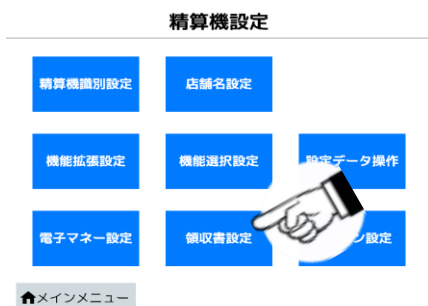 精算機設定
精算機識別設定
店舗名設定
機能拡張設定
機能選択設定
設定データ操作
電子マネー設定
領収書設定
設定
メインメニュー